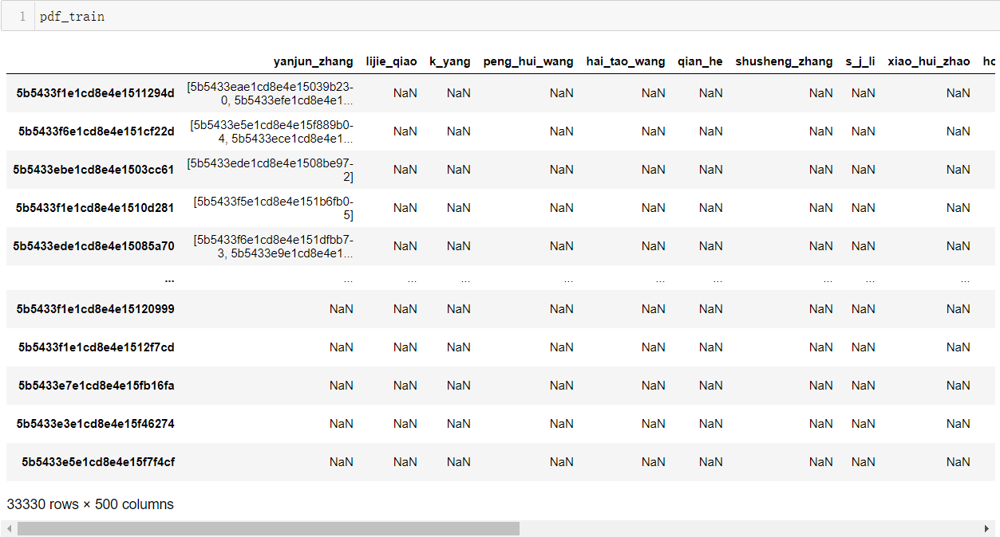 1 pdf_train
yanjun_zhang lijie_qiao k_yang peng_hui_wang hai_tao_wang qian_he shusheng_zhang s_j_li xiao_hui_zhao
5b5433f1e1cd8e4e1511294d [5b5433eae1cd8e4e15039b23-
0, 5b5433efe1cd8e4e1... NaN NaN NaN NaN NaN NaN NaN NaN
5b5433f6e1cd8e4e151cf22d [5b5433e5e1cd8e4e15f889b0-
4, 5b5433ece1cd8e4e1... NaN NaN NaN NaN NaN NaN NaN NaN
5b5433ebe1cd8e4e1503cc61 [5b5433ede1cd8e4e1508be97-
2] NaN NaN NaN NaN NaN NaN NaN NaN
5b5433f1e1cd8e4e1510d281 [5b5433f5e1cd8e4e151b6fb0-
5] NaN NaN NaN NaN NaN NaN NaN NaN
5b5433ede1cd8e4e15085a70 [5b5433f6e1cd8e4e151dfbb7-
3, 5b5433e9e1cd8e4e1... NaN NaN NaN NaN NaN NaN NaN NaN
... ... ... ... ... ... ... ... ... ...
5b5433f1e1cd8e4e15120999 NaN NaN NaN NaN NaN NaN NaN NaN NaN
5b5433f1e1cd8e4e1512f7cd NaN NaN NaN NaN NaN NaN NaN NaN NaN
5b5433e7e1cd8e4e15fb16fa NaN NaN NaN NaN NaN NaN NaN NaN NaN
5b5433e3e1cd8e4e15f46274 NaN NaN NaN NaN NaN NaN NaN NaN NaN
5b5433e5e1cd8e4e15f7f4cf NaN NaN NaN NaN NaN NaN NaN NaN NaN
33330 rows × 500 columns